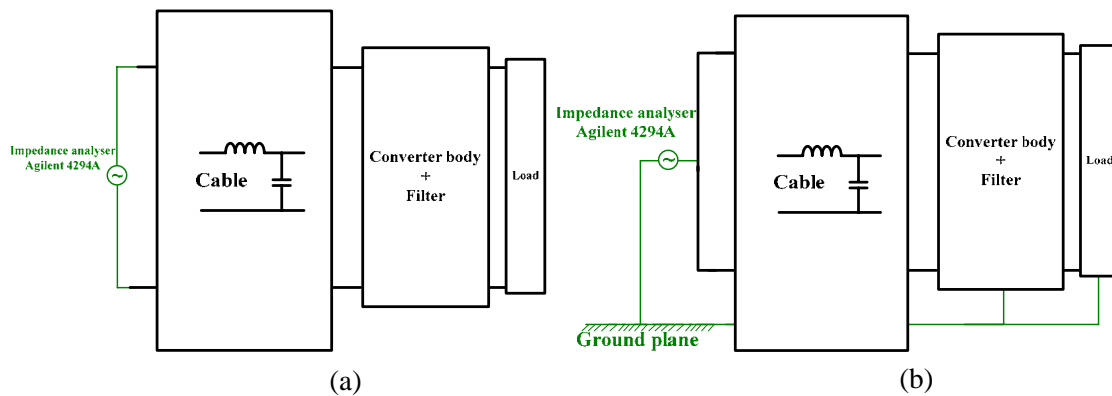 Impedance analyser
Agilent 4294A
Cable
Converter body
+
Filter
Load
(a)
Impedance analyser
Agilent 4294A
Cable
Converter body
+
Filter
Load
Ground plane
(b)